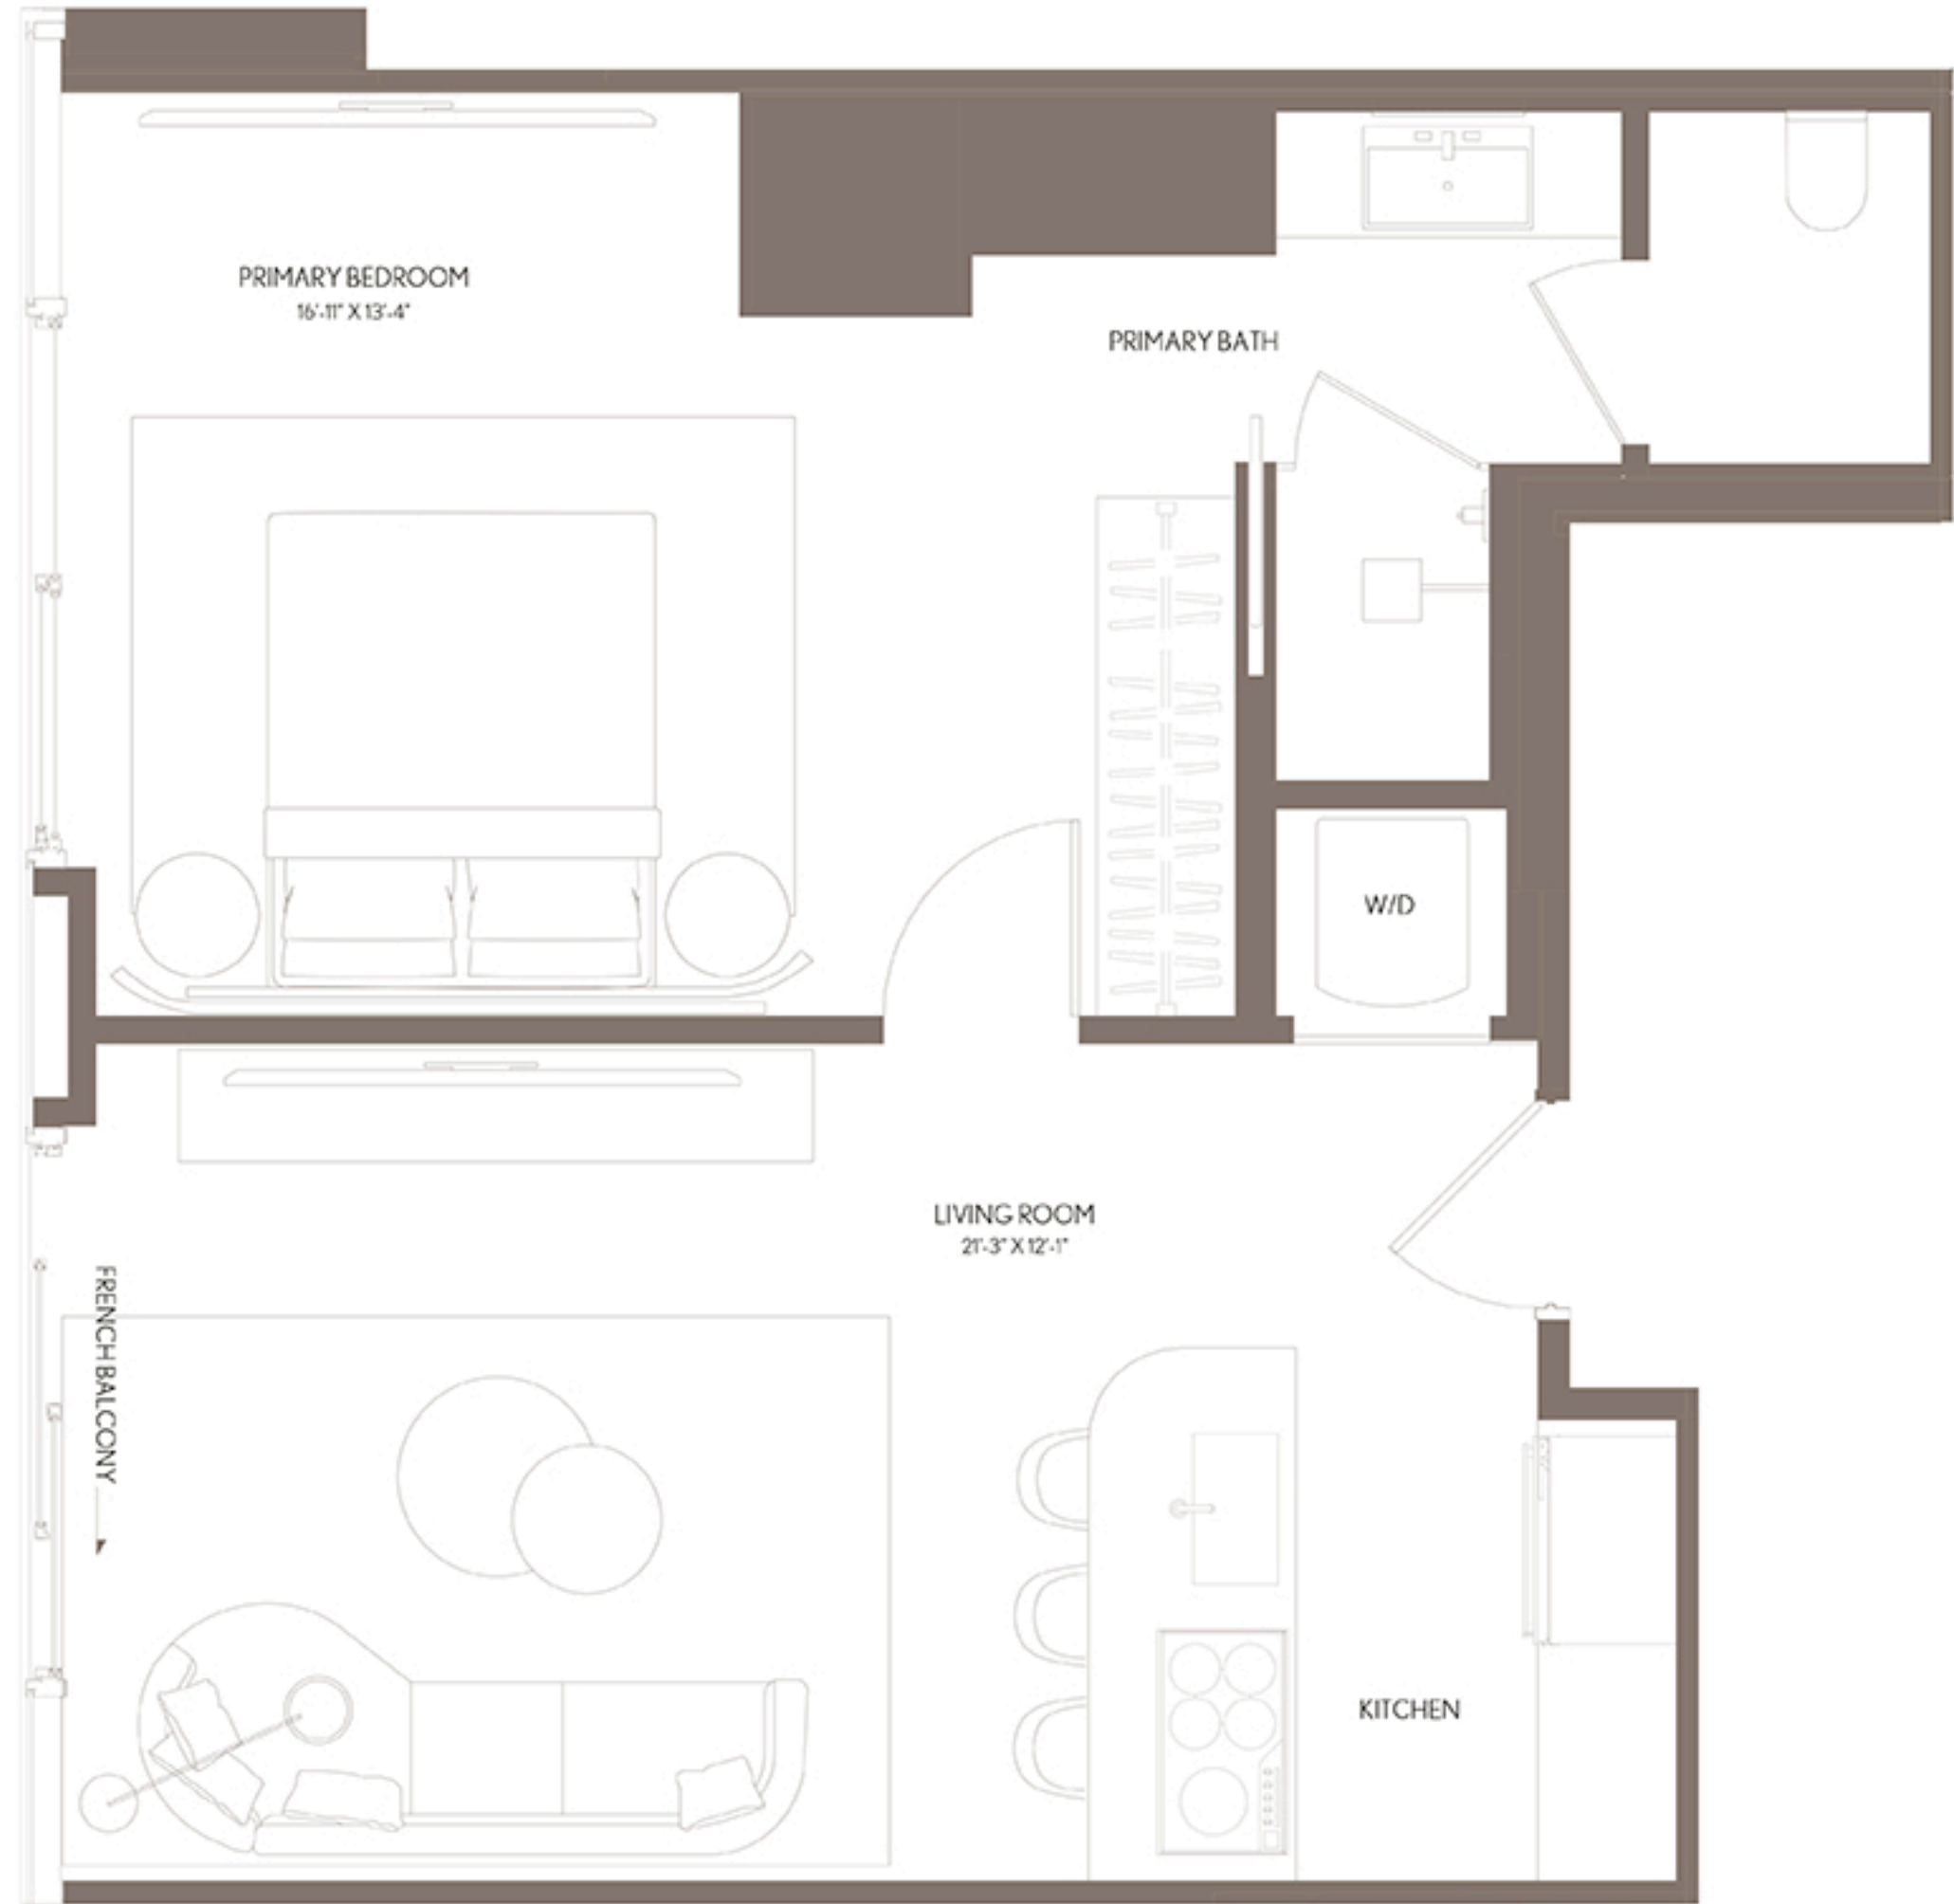 PRIMARY BEDROOM
16'-11" X 13'-4"
PRIMARY BATH
W/D
LIVING ROOM
21'-3" X 12'-1"
FRENCH BALCONY
KITCHEN